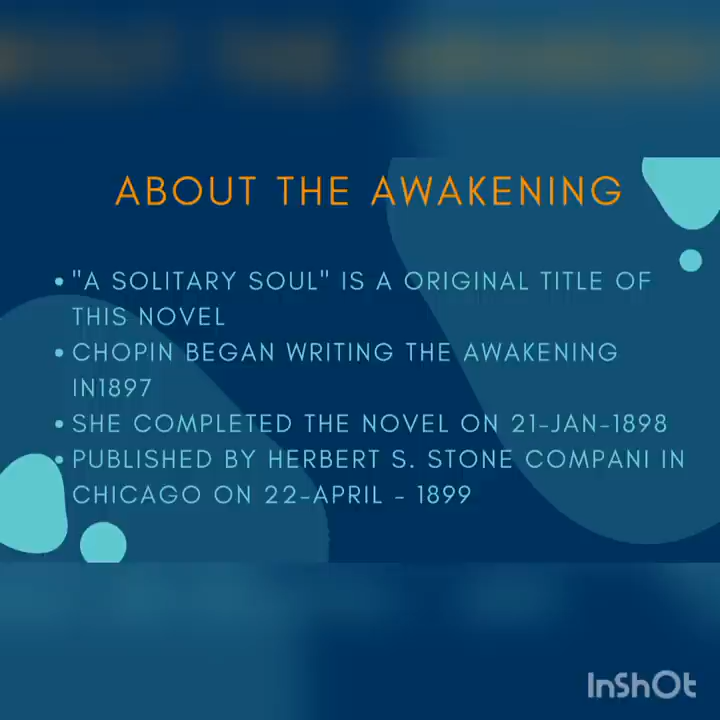 ABOUT THE AWAKENING
• "A SOLITARY SOUL" IS A ORIGINAL TITLE OF
THIS NOVEL
• CHOPIN BEGAN WRITING THE AWAKENING
IN1897
• SHE COMPLETED THE NOVEL ON 21-JAN-1898
• PUBLISHED BY HERBERT S. STONE COMPANI IN
CHICAGO ON 22-APRIL - 1899
InShOt